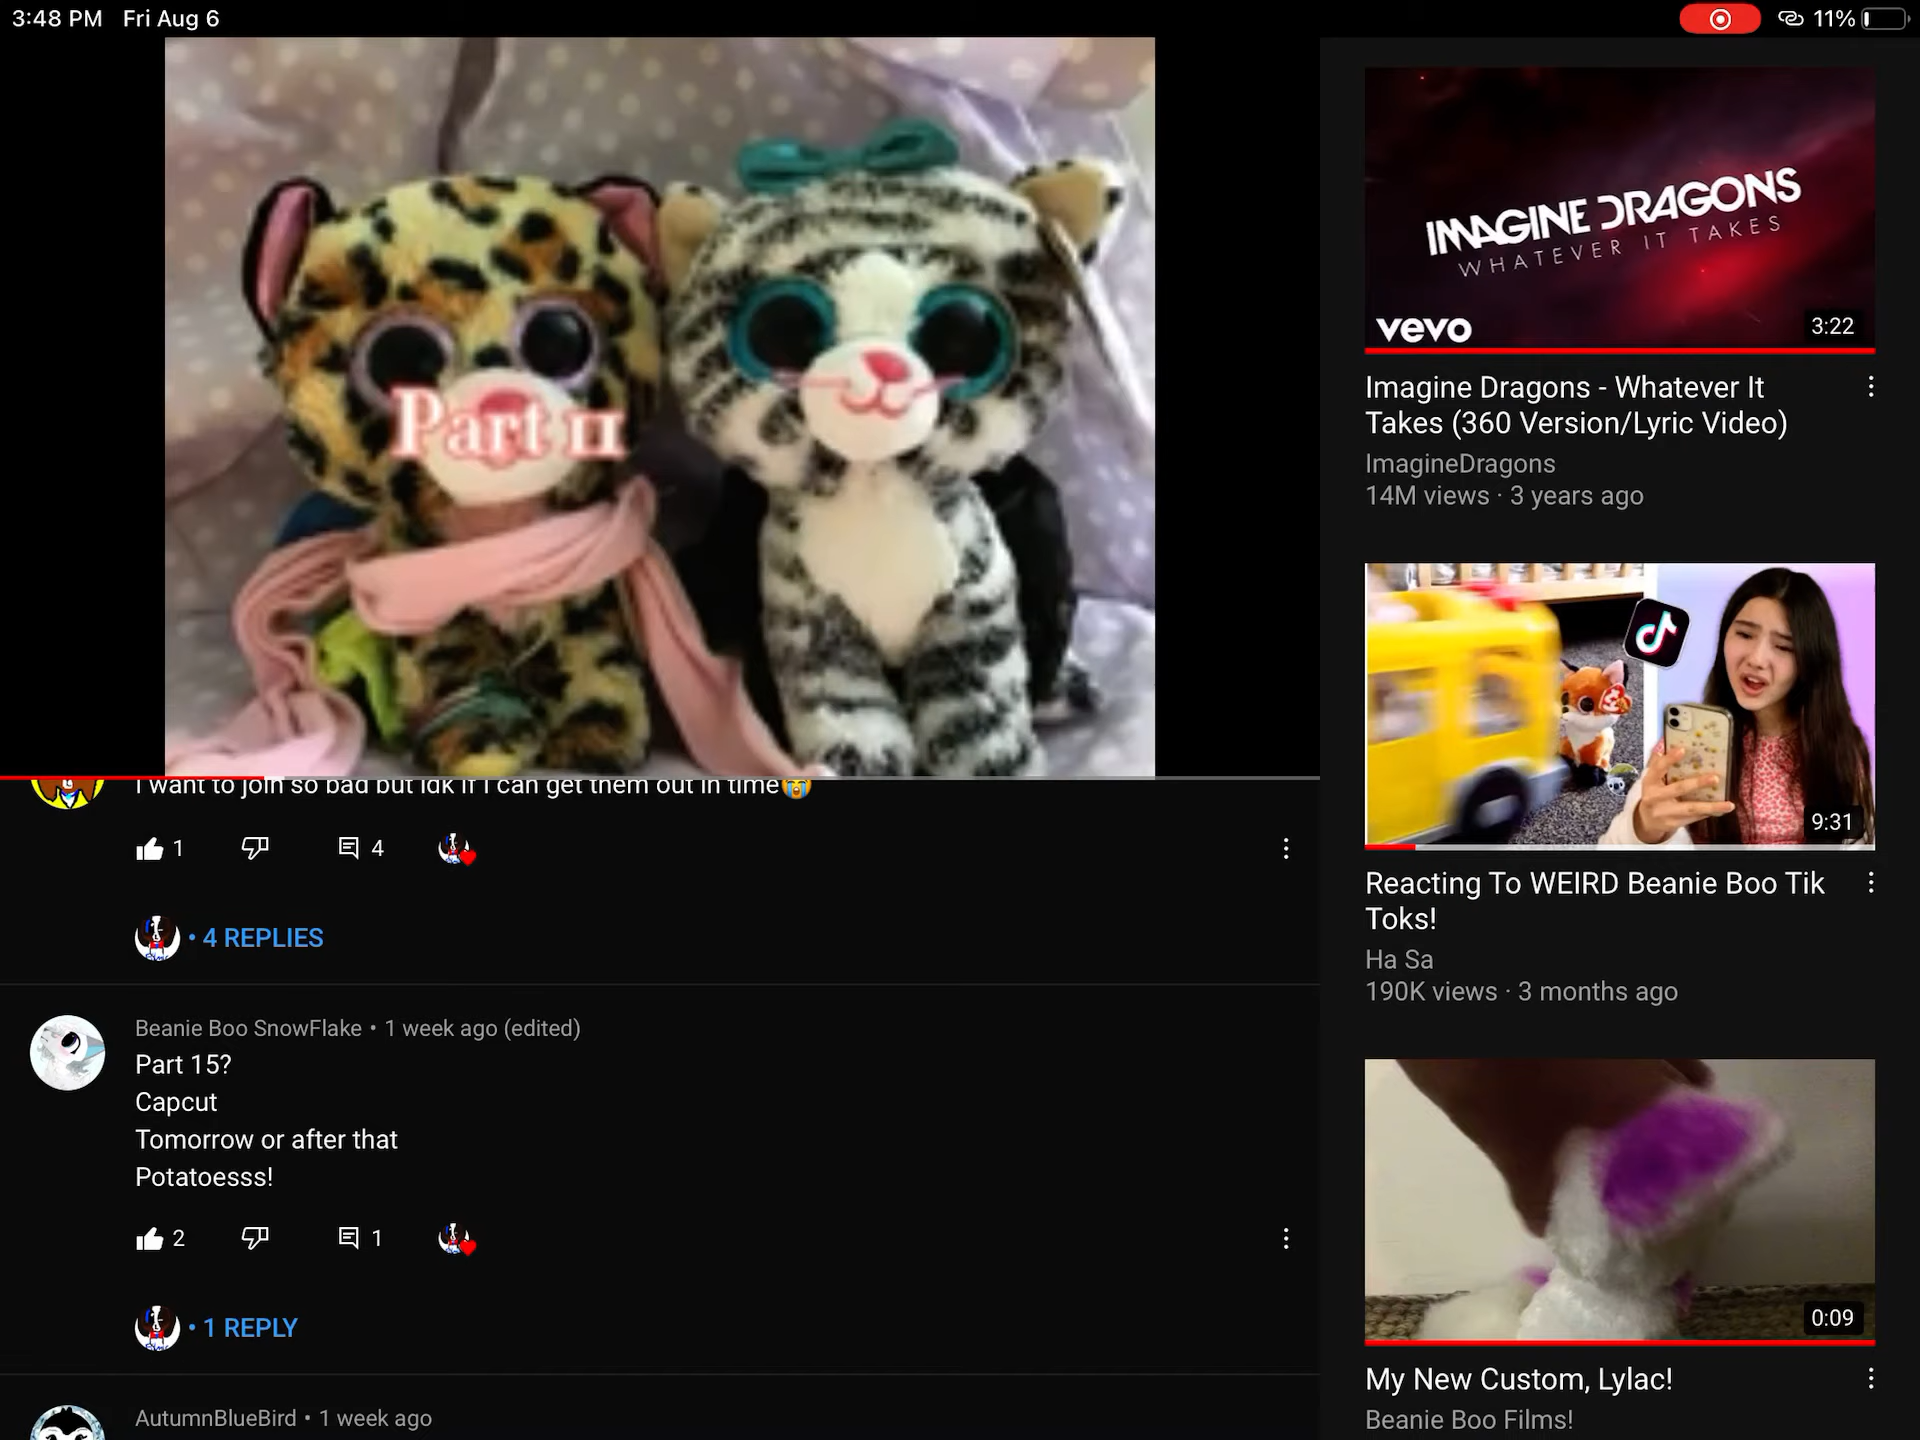 3:48 PM Fri Aug 6
11%
Part 11
I want to join so bad but idk if I can get them out in time😭
1
4
• 4 REPLIES
Beanie Boo SnowFlake • 1 week ago (edited)
Part 15?
Capcut
Tomorrow or after that
Potatoesss!
2
1
• 1 REPLY
AutumnBlueBird • 1 week ago
IMAGINE DRAGONS
WHATEVER IT TAKES
vevo
3:22
Imagine Dragons - Whatever It
Takes (360 Version/Lyric Video)
ImagineDragons
14M views · 3 years ago
9:31
Reacting To WEIRD Beanie Boo Tik
Toks!
Ha Sa
190K views · 3 months ago
0:09
My New Custom, Lylac!
Beanie Boo Films!